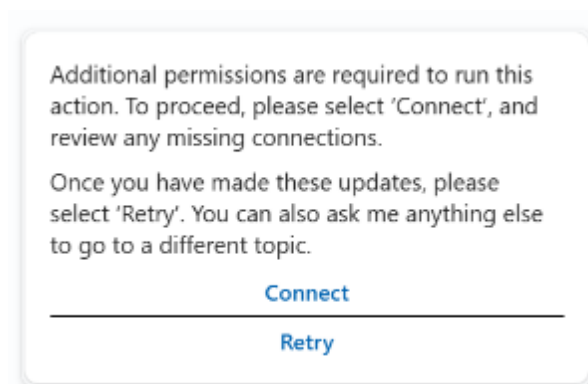 Additional permissions are required to run this
action. To proceed, please select ‘Connect’, and
review any missing connections.
Once you have made these updates, please
select ‘Retry’. You can also ask me anything else
to go to a different topic.
Connect
Retry